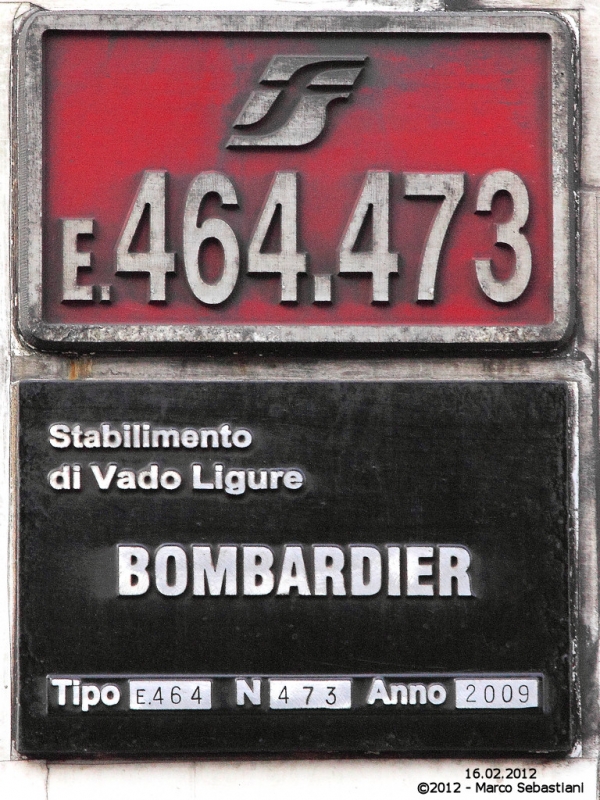 E.464.473
Stabilimento
di Vado Ligure
BOMBARDIER
Tipo E.464 N 473 Anno 2009
16.02.2012
©2012 - Marco Sebastiani